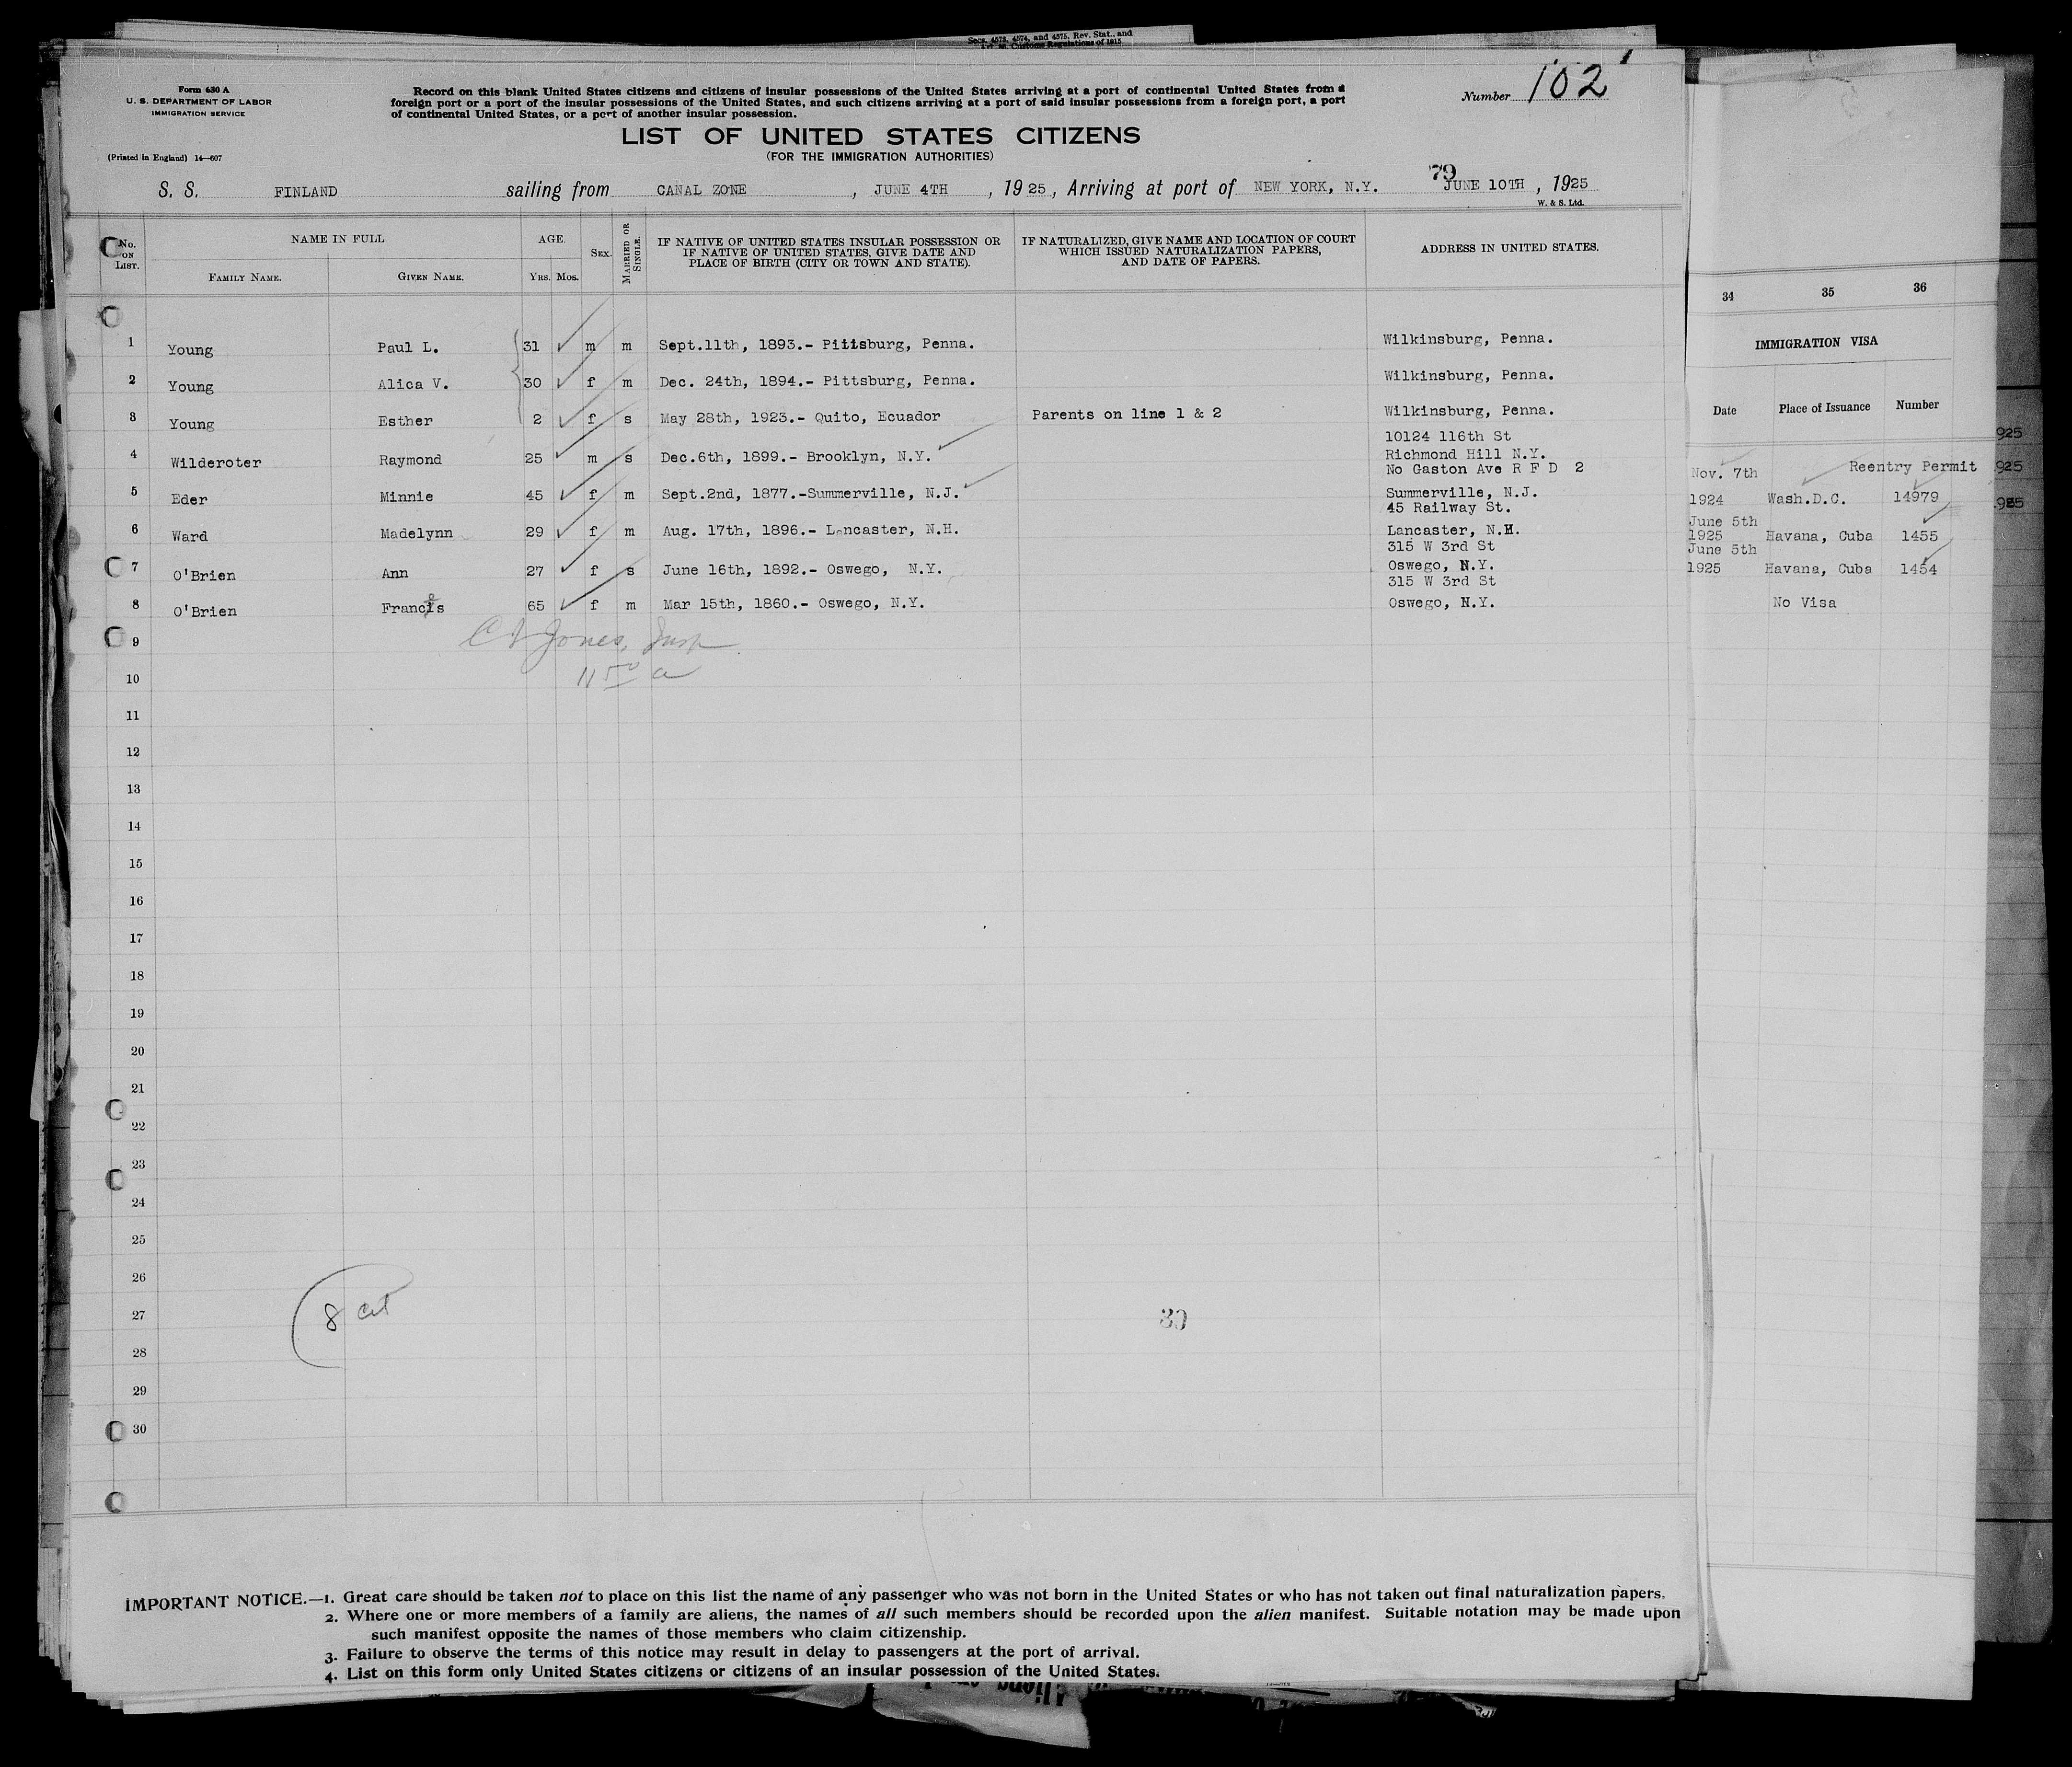 Secs. 4573, 4574, and 4575, Rev. Stat., and
Form 630 A
U. S. DEPARTMENT OF LABOR
IMMIGRATION SERVICE
(Printed in England) 14—607
Record on this blank United States citizens and citizens of insular possessions of the United States arriving at a port of continental United States from a
foreign port or a port of the insular possessions of the United States, and such citizens arriving at a port of said insular possessions from a foreign port, a port
of continental United States, or a port of another insular possession.
Number 102
LIST OF UNITED STATES CITIZENS
(FOR THE IMMIGRATION AUTHORITIES)
79
S. S. FINLAND sailing from CANAL ZONE, JUNE 4TH, 1925, Arriving at port of NEW YORK, N.Y. JUNE 10TH, 1925
W. & S. Ltd.
No. ON LIST. NAME IN FULL AGE. SEX. MARRIED OR SINGLE. IF NATIVE OF UNITED STATES INSULAR POSSESSION OR IF NATIVE OF UNITED STATES, GIVE DATE AND PLACE OF BIRTH (CITY OR TOWN AND STATE). IF NATURALIZED, GIVE NAME AND LOCATION OF COURT WHICH ISSUED NATURALIZATION PAPERS, AND DATE OF PAPERS. ADDRESS IN UNITED STATES.
FAMILY NAME. GIVEN NAME. YRS. MOS.
1 Young Paul L. 31 m m Sept.11th, 1893.- Pittsburg, Penna. Wilkinsburg, Penna.
2 Young Alica V. 30 f m Dec. 24th, 1894.- Pittsburg, Penna. Wilkinsburg, Penna.
3 Young Esther 2 f s May 28th, 1923.- Quito, Ecuador Parents on line 1 & 2 Wilkinsburg, Penna.
10124 116th St
4 Wilderoter Raymond 25 m s Dec.6th, 1899.- Brooklyn, N.Y. Richmond Hill N.Y.
No Gaston Ave R F D 2
5 Eder Minnie 45 f m Sept.2nd, 1877.-Summerville, N.J. Summerville, N.J.
45 Railway St.
6 Ward Madelynn 29 f m Aug. 17th, 1896.- Lancaster, N.H. Lancaster, N.H.
315 W 3rd St
7 O'Brien Ann 27 f s June 16th, 1892.- Oswego, N.Y. Oswego, N.Y.
315 W 3rd St
8 O'Brien Frances 65 f m Mar 15th, 1860.- Oswego, N.Y. Oswego, N.Y.
9
Jones, Insp
10
11 50 a
11
12
13
14
15
16
17
18
19
20
21
22
23
24
25
26
27
8 cit
30
28
29
30
IMPORTANT NOTICE.—1. Great care should be taken not to place on this list the name of any passenger who was not born in the United States or who has not taken out final naturalization papers.
2. Where one or more members of a family are aliens, the names of all such members should be recorded upon the alien manifest. Suitable notation may be made upon
such manifest opposite the names of those members who claim citizenship.
3. Failure to observe the terms of this notice may result in delay to passengers at the port of arrival.
4. List on this form only United States citizens or citizens of an insular possession of the United States.
34 35 36
IMMIGRATION VISA
Date Place of Issuance Number
Nov. 7th Reentry Permit
1924 Wash.D.C. 14979
June 5th
1925 Havana, Cuba 1455
June 5th
1925 Havana, Cuba 1454
No Visa
925
925